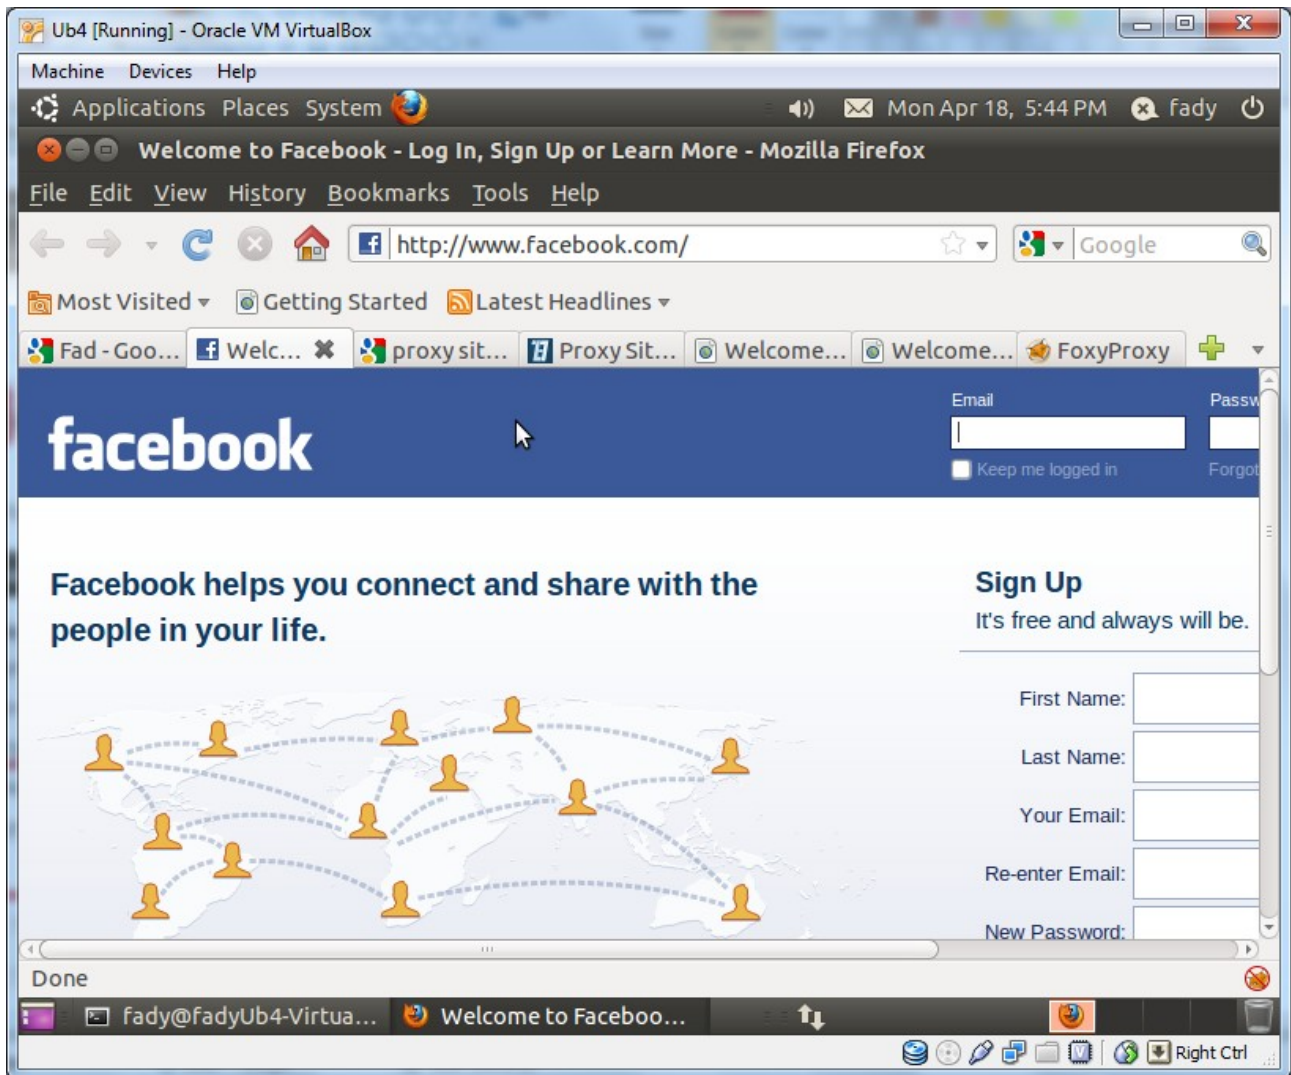 Ub4 [Running] - Oracle VM VirtualBox
Machine Devices Help
Applications Places System Mon Apr 18, 5:44 PM fady
Welcome to Facebook - Log In, Sign Up or Learn More - Mozilla Firefox
File Edit View History Bookmarks Tools Help
http://www.facebook.com/ Google
Most Visited Getting Started Latest Headlines
Fad - Goo... Welc... proxy sit... Proxy Sit... Welcome... Welcome... FoxyProxy
Email Passw
facebook
Keep me logged in Forgot
Facebook helps you connect and share with the
people in your life.
Sign Up
It's free and always will be.
First Name:
Last Name:
Your Email:
Re-enter Email:
New Password:
Done
fady@fadyUb4-Virtua... Welcome to Faceboo...
Right Ctrl